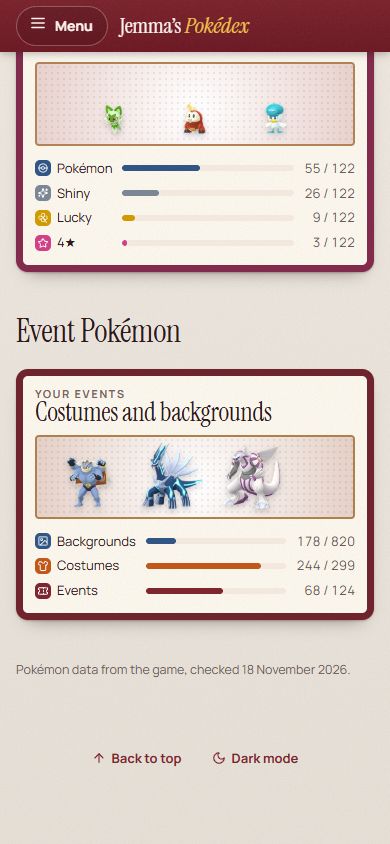 Menu
Jemma's Pokédex
Pokémon 55 / 122
Shiny 26 / 122
Lucky 9 / 122
4★ 3 / 122
Event Pokémon
YOUR EVENTS
Costumes and backgrounds
Backgrounds 178 / 820
Costumes 244 / 299
Events 68 / 124
Pokémon data from the game, checked 18 November 2026.
Back to top
Dark mode